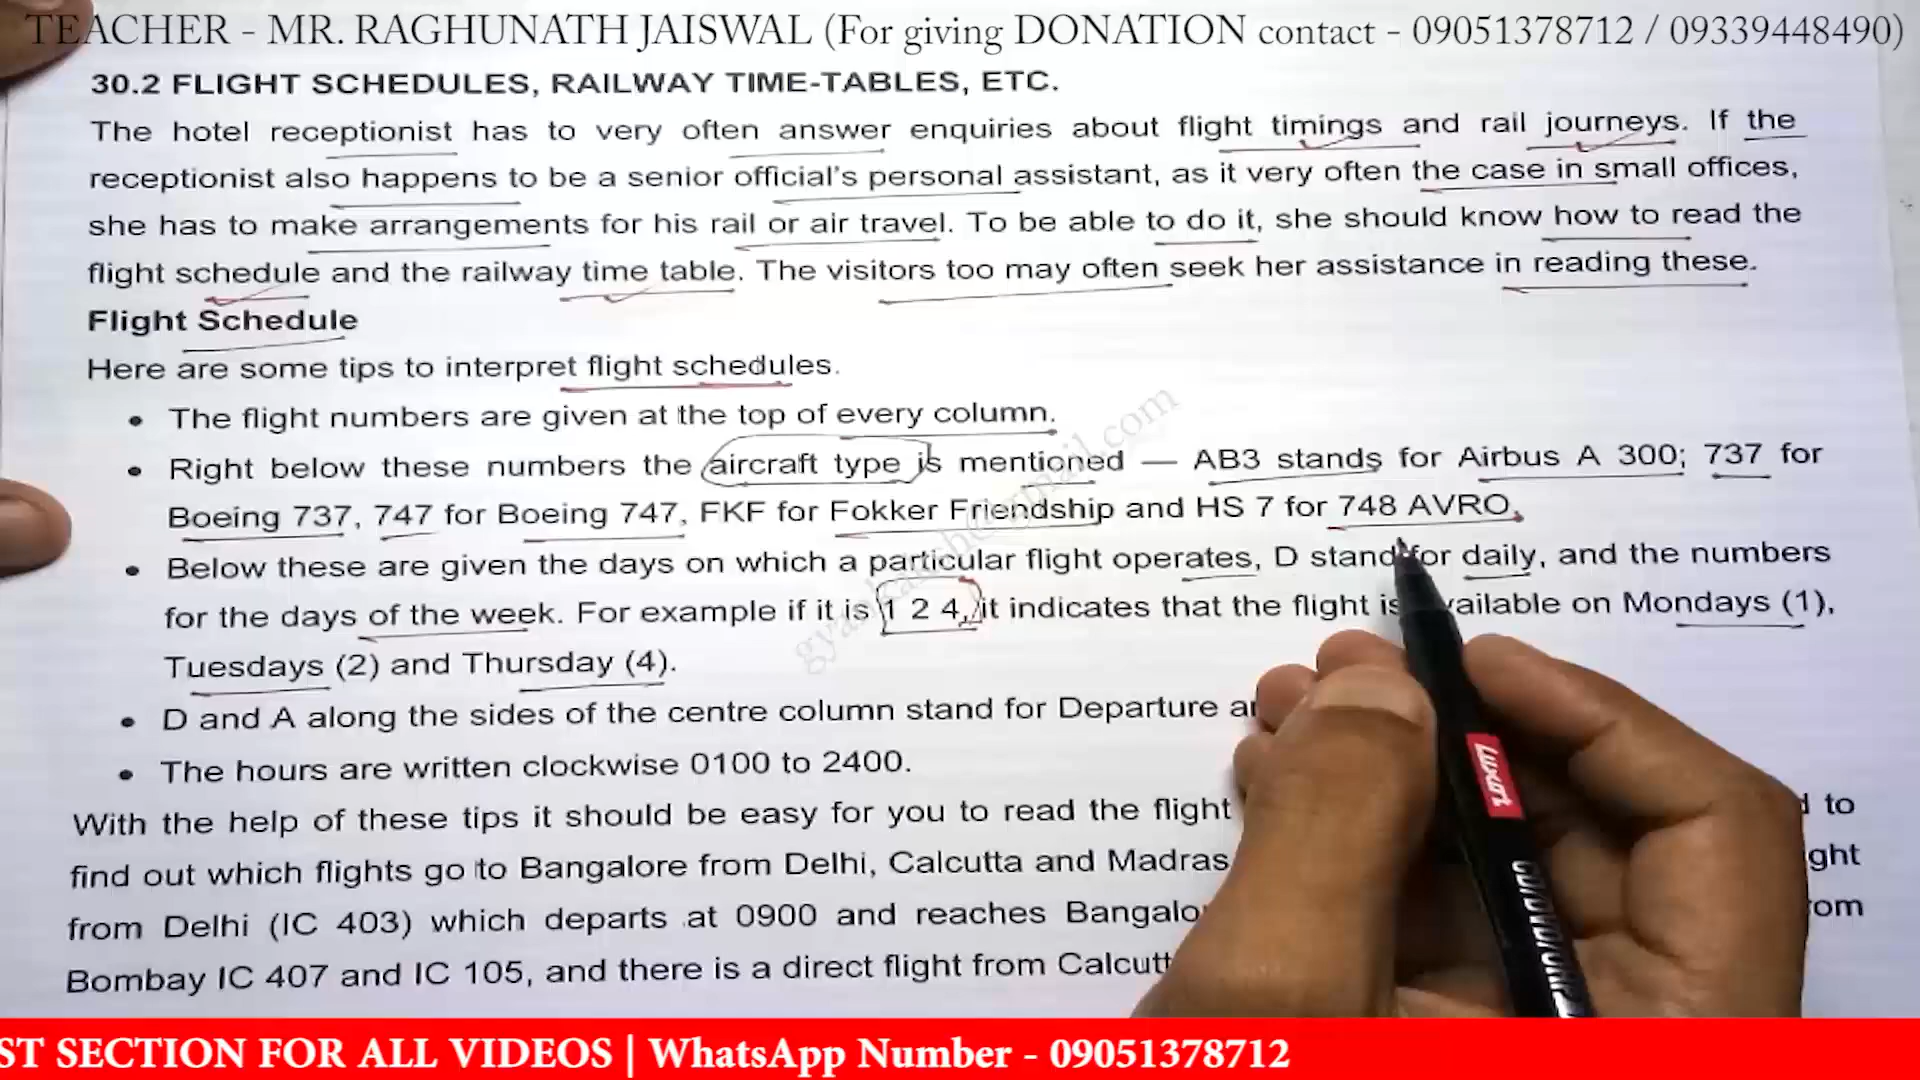 TEACHER - MR. RAGHUNATH JAISWAL (For giving DONATION contact - 09051378712 / 09339448490)
30.2 FLIGHT SCHEDULES, RAILWAY TIME-TABLES, ETC.
The hotel receptionist has to very often answer enquiries about flight timings and rail journeys. If the
receptionist also happens to be a senior official's personal assistant, as it very often the case in small offices,
she has to make arrangements for his rail or air travel. To be able to do it, she should know how to read the
flight schedule and the railway time table. The visitors too may often seek her assistance in reading these.
Flight Schedule
Here are some tips to interpret flight schedules.
• The flight numbers are given at the top of every column.
• Right below these numbers the aircraft type is mentioned — AB3 stands for Airbus A 300; 737 for
Boeing 737, 747 for Boeing 747, FKF for Fokker Friendship and HS 7 for 748 AVRO.
• Below these are given the days on which a particular flight operates, D stand for daily, and the numbers
for the days of the week. For example if it is 1 2 4, it indicates that the flight is available on Mondays (1),
Tuesdays (2) and Thursday (4).
• D and A along the sides of the centre column stand for Departure
• The hours are written clockwise 0100 to 2400.
With the help of these tips it should be easy for you to read the flight to
find out which flights go to Bangalore from Delhi, Calcutta and Madras
from Delhi (IC 403) which departs at 0900 and reaches
Bombay IC 407 and IC 105, and there is a direct flight from
ST SECTION FOR ALL VIDEOS | WhatsApp Number - 09051378712